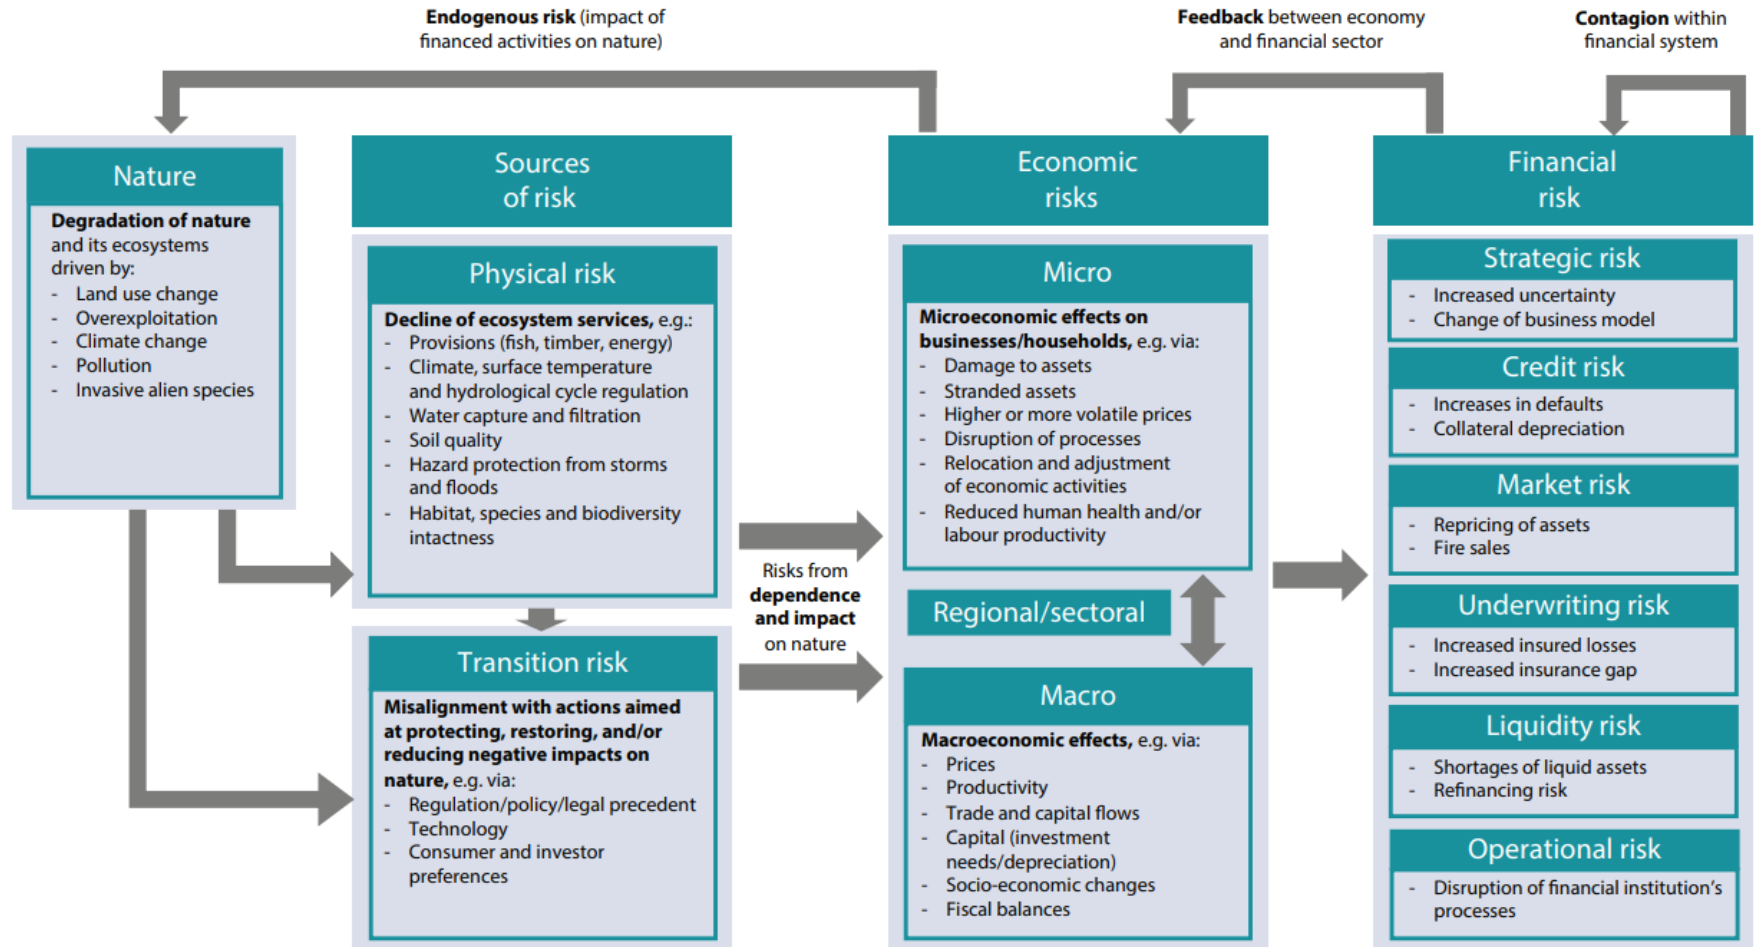 Endogenous risk (impact of
financed activities on nature)
Feedback between economy
and financial sector
Contagion within
financial system
Nature
Degradation of nature
and its ecosystems
driven by:
- Land use change
- Overexploitation
- Climate change
- Pollution
- Invasive alien species
Sources
of risk
Physical risk
Decline of ecosystem services, e.g.:
- Provisions (fish, timber, energy)
- Climate, surface temperature
and hydrological cycle regulation
- Water capture and filtration
- Soil quality
- Hazard protection from storms
and floods
- Habitat, species and biodiversity
intactness
Transition risk
Misalignment with actions aimed
at protecting, restoring, and/or
reducing negative impacts on
nature, e.g. via:
- Regulation/policy/legal precedent
- Technology
- Consumer and investor
preferences
Risks from
dependence
and impact
on nature
Economic
risks
Micro
Microeconomic effects on
businesses/households, e.g. via:
- Damage to assets
- Stranded assets
- Higher or more volatile prices
- Disruption of processes
- Relocation and adjustment
of economic activities
- Reduced human health and/or
labour productivity
Regional/sectoral
Macro
Macroeconomic effects, e.g. via:
- Prices
- Productivity
- Trade and capital flows
- Capital (investment
needs/depreciation)
- Socio-economic changes
- Fiscal balances
Financial
risk
Strategic risk
- Increased uncertainty
- Change of business model
Credit risk
- Increases in defaults
- Collateral depreciation
Market risk
- Repricing of assets
- Fire sales
Underwriting risk
- Increased insured losses
- Increased insurance gap
Liquidity risk
- Shortages of liquid assets
- Refinancing risk
Operational risk
- Disruption of financial institution's
processes